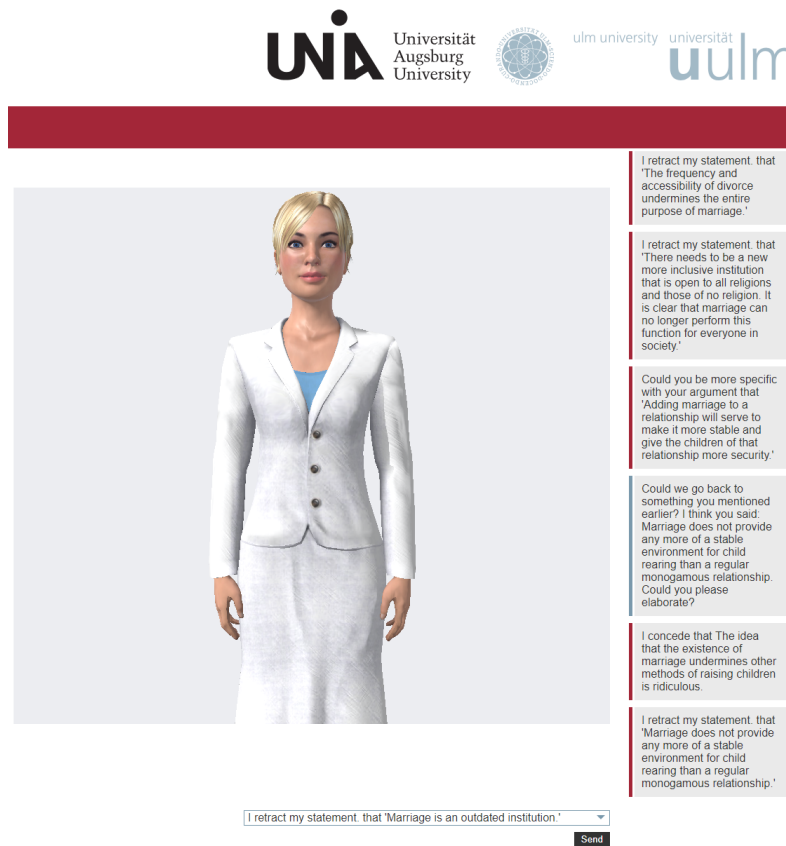 UNIA Universität
Augsburg
University
ulm university universität
uulm
I retract my statement. that
'The frequency and
accessibility of divorce
undermines the entire
purpose of marriage.'
I retract my statement. that
'There needs to be a new
more inclusive institution
that is open to all religions
and those of no religion. It
is clear that marriage can
no longer perform this
function for everyone in
society.'
Could you be more specific
with your argument that
'Adding marriage to a
relationship will serve to
make it more stable and
give the children of that
relationship more security.'
Could we go back to
something you mentioned
earlier? I think you said:
Marriage does not provide
any more of a stable
environment for child
rearing than a regular
monogamous relationship.
Could you please
elaborate?
I concede that The idea
that the existence of
marriage undermines other
methods of raising children
is ridiculous.
I retract my statement. that
'Marriage does not provide
any more of a stable
environment for child
rearing than a regular
monogamous relationship.'
I retract my statement. that 'Marriage is an outdated institution.'
Send